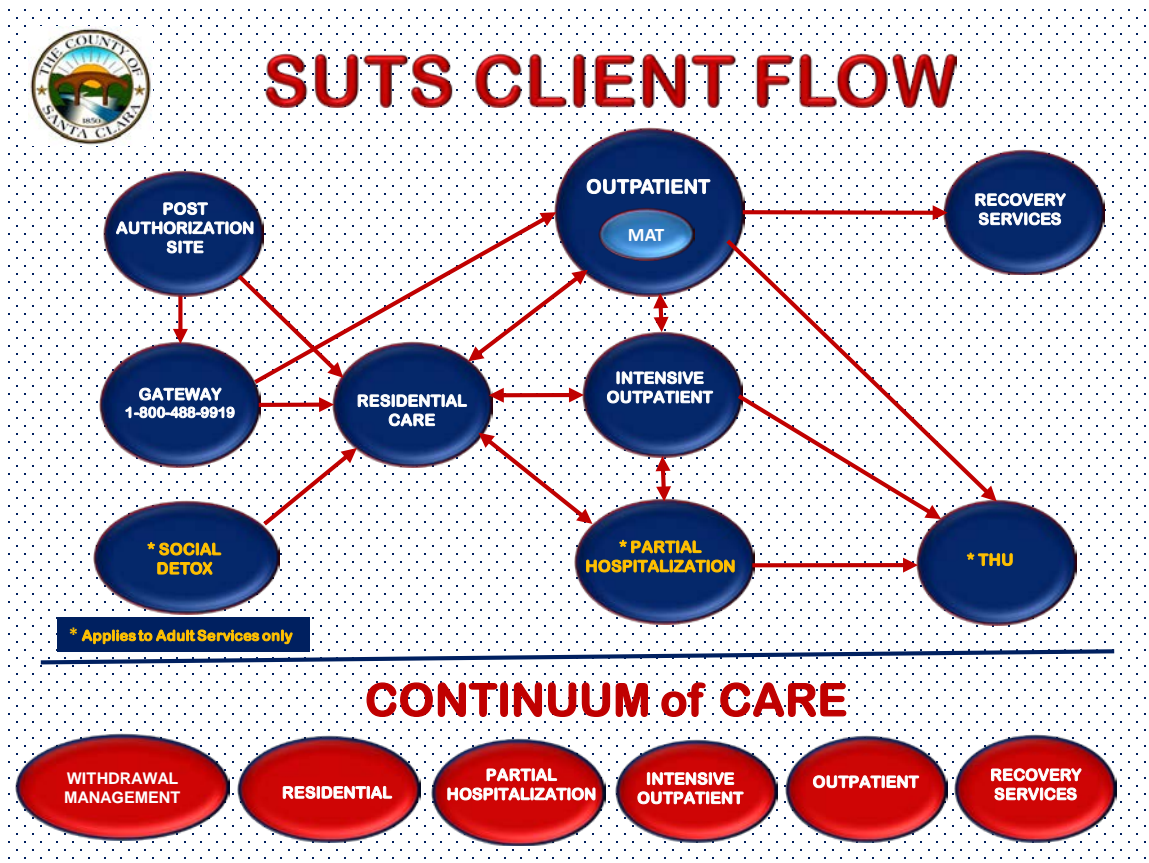 THE COUNTY OF
SANTA CLARA
1850
SUTS CLIENT FLOW
POST
AUTHORIZATION
SITE
OUTPATIENT
MAT
RECOVERY
SERVICES
GATEWAY
1-800-488-9919
RESIDENTIAL
CARE
INTENSIVE
OUTPATIENT
* SOCIAL
DETOX
* PARTIAL
HOSPITALIZATION
* THU
* Applies to Adult Services only
CONTINUUM of CARE
WITHDRAWAL
MANAGEMENT
RESIDENTIAL
PARTIAL
HOSPITALIZATION
INTENSIVE
OUTPATIENT
OUTPATIENT
RECOVERY
SERVICES